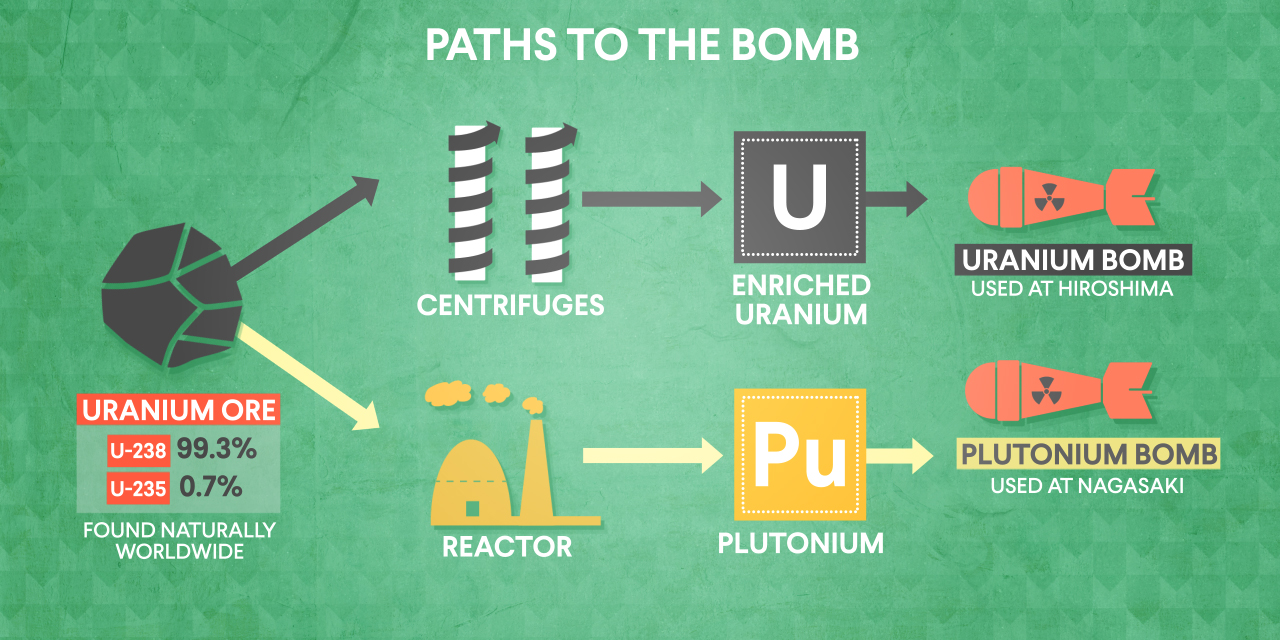 PATHS TO THE BOMB
CENTRIFUGES
U
ENRICHED
URANIUM
URANIUM BOMB
USED AT HIROSHIMA
URANIUM ORE
U-238 99.3%
U-235 0.7%
FOUND NATURALLY
WORLDWIDE
REACTOR
Pu
PLUTONIUM
PLUTONIUM BOMB
USED AT NAGASAKI